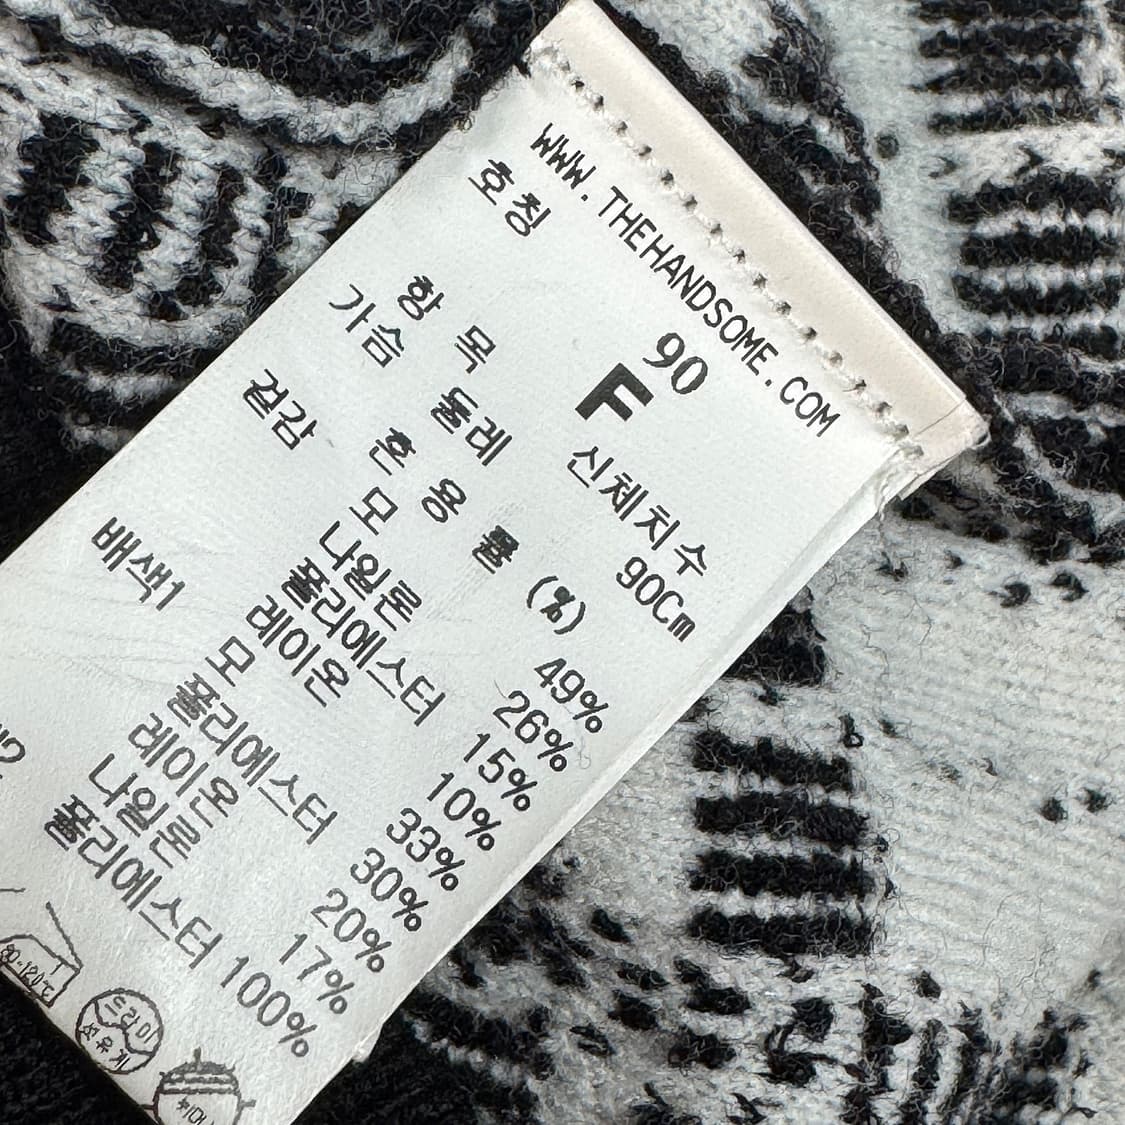 WWW.THEHANDSOME.COM
호칭 90
F
항 목 신체치수
가슴 둘레 90Cm
혼 용 률 (%)
겉감 모 49%
나일론 26%
폴리에스터 15%
레이온 10%
배색1 모 33%
폴리에스터 30%
레이온 20%
나일론 17%
폴리에스터 100%
드라이